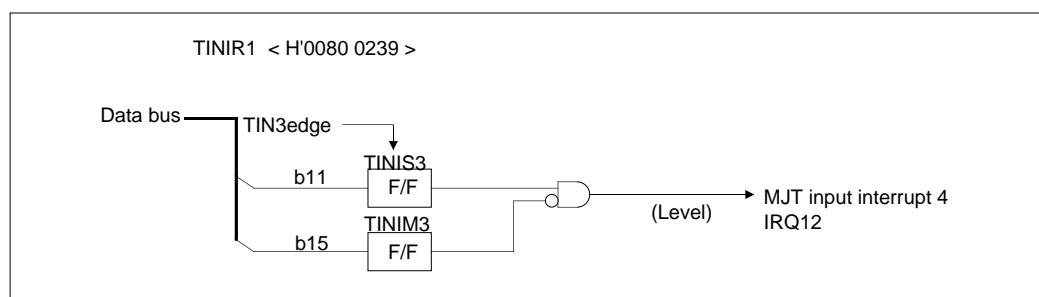 TINIR1 < H'0080 0239 >
Data bus
TIN3edge
TINIS3
b11
F/F
TINIM3
b15
F/F
(Level)
MJT input interrupt 4
IRQ12